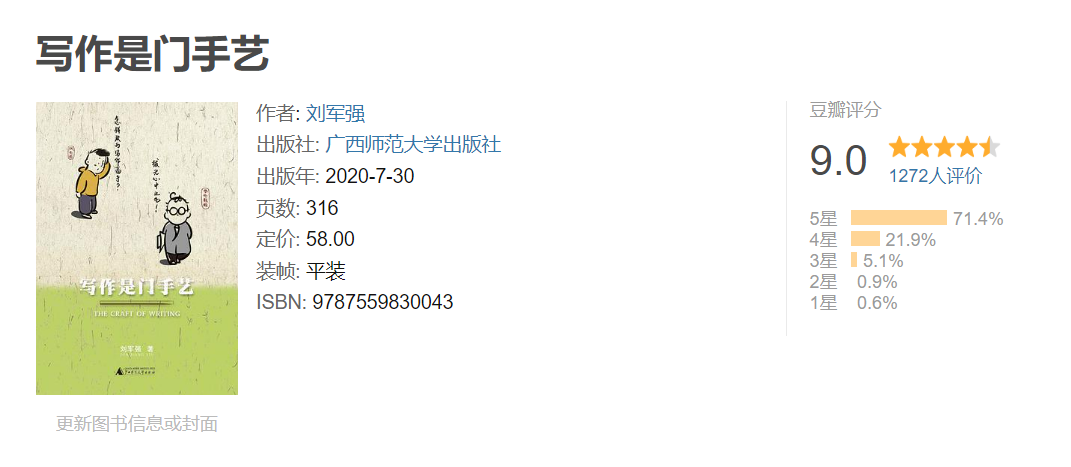 写作是门手艺
作者: 刘军强
出版社: 广西师范大学出版社
出版年: 2020-7-30
页数: 316
定价: 58.00
装帧: 平装
ISBN: 9787559830043
写作是门手艺
THE CRAFT OF WRITING
刘军强 著
更新图书信息或封面
豆瓣评分
9.0
1272人评价
5星 71.4%
4星 21.9%
3星 5.1%
2星 0.9%
1星 0.6%